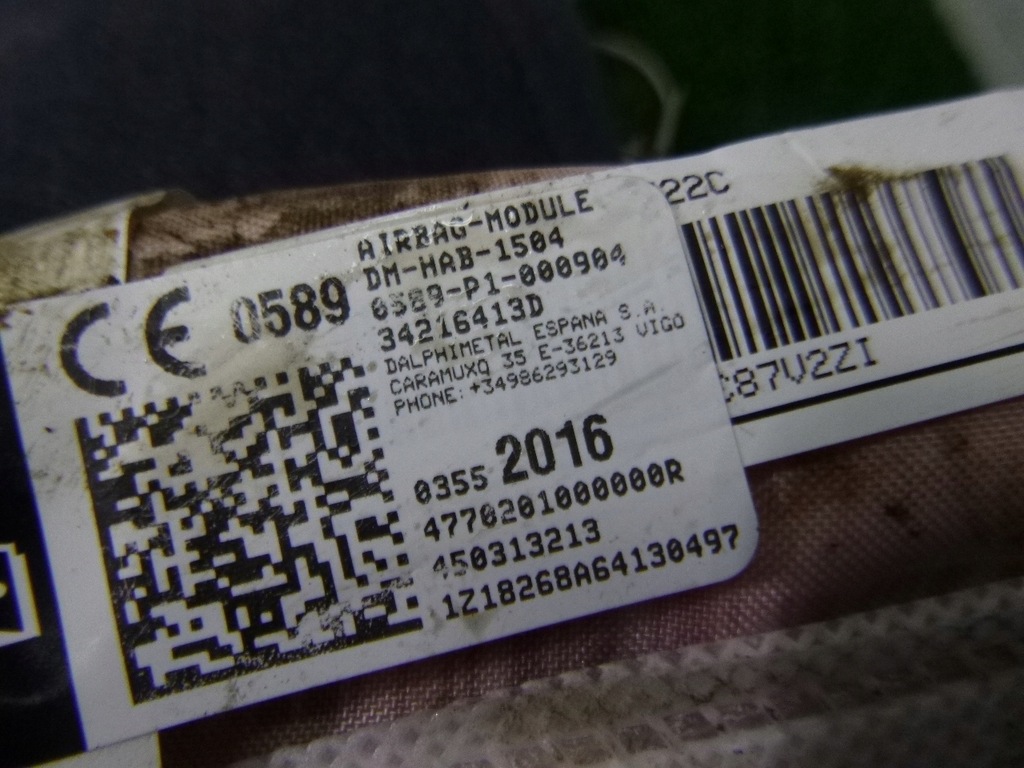 CE 0589
AIRBAG-MODULE
DM-HAB-1504
0589-P1-000904
34216413D
DALPHIMETAL ESPANA S.A.
CARAMUXO 35 E-36213 VIGO
PHONE: +34986293129
0355 2016
4770201000000R
450313213
1Z18268A64130497
22C
C87V2ZI